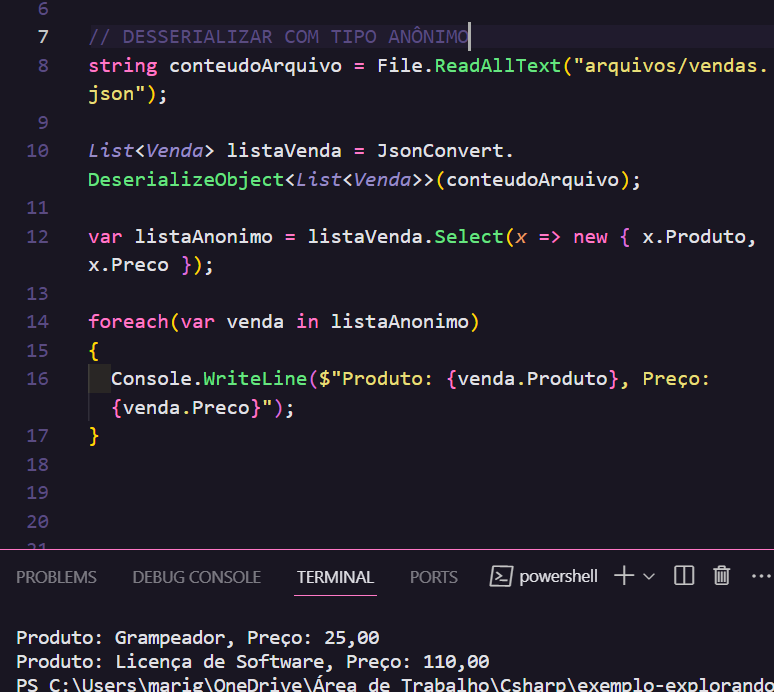 6
7 // DESSERIALIZAR COM TIPO ANÔNIMO
8 string conteudoArquivo = File.ReadAllText("arquivos/vendas.
json");
9
10 List<Venda> listaVenda = JsonConvert.
DeserializeObject<List<Venda>>(conteudoArquivo);
11
12 var listaAnonimo = listaVenda.Select(x => new { x.Produto,
x.Preco });
13
14 foreach(var venda in listaAnonimo)
15 {
16 Console.WriteLine($"Produto: {venda.Produto}, Preço:
{venda.Preco}");
17 }
18
19
20
21
PROBLEMS DEBUG CONSOLE TERMINAL PORTS powershell
Produto: Grampeador, Preço: 25,00
Produto: Licença de Software, Preço: 110,00
PS C:\Users\marig\OneDrive\Área de Trabalho\Csharp\exemplo-explorando